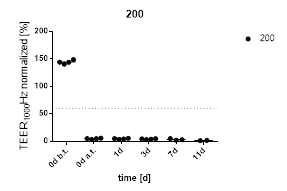 200
TEER1000Hz normalized [%]
200
150
100
50
0
200
0d b.t.
0d a.t.
1d
3d
7d
11d
time [d]